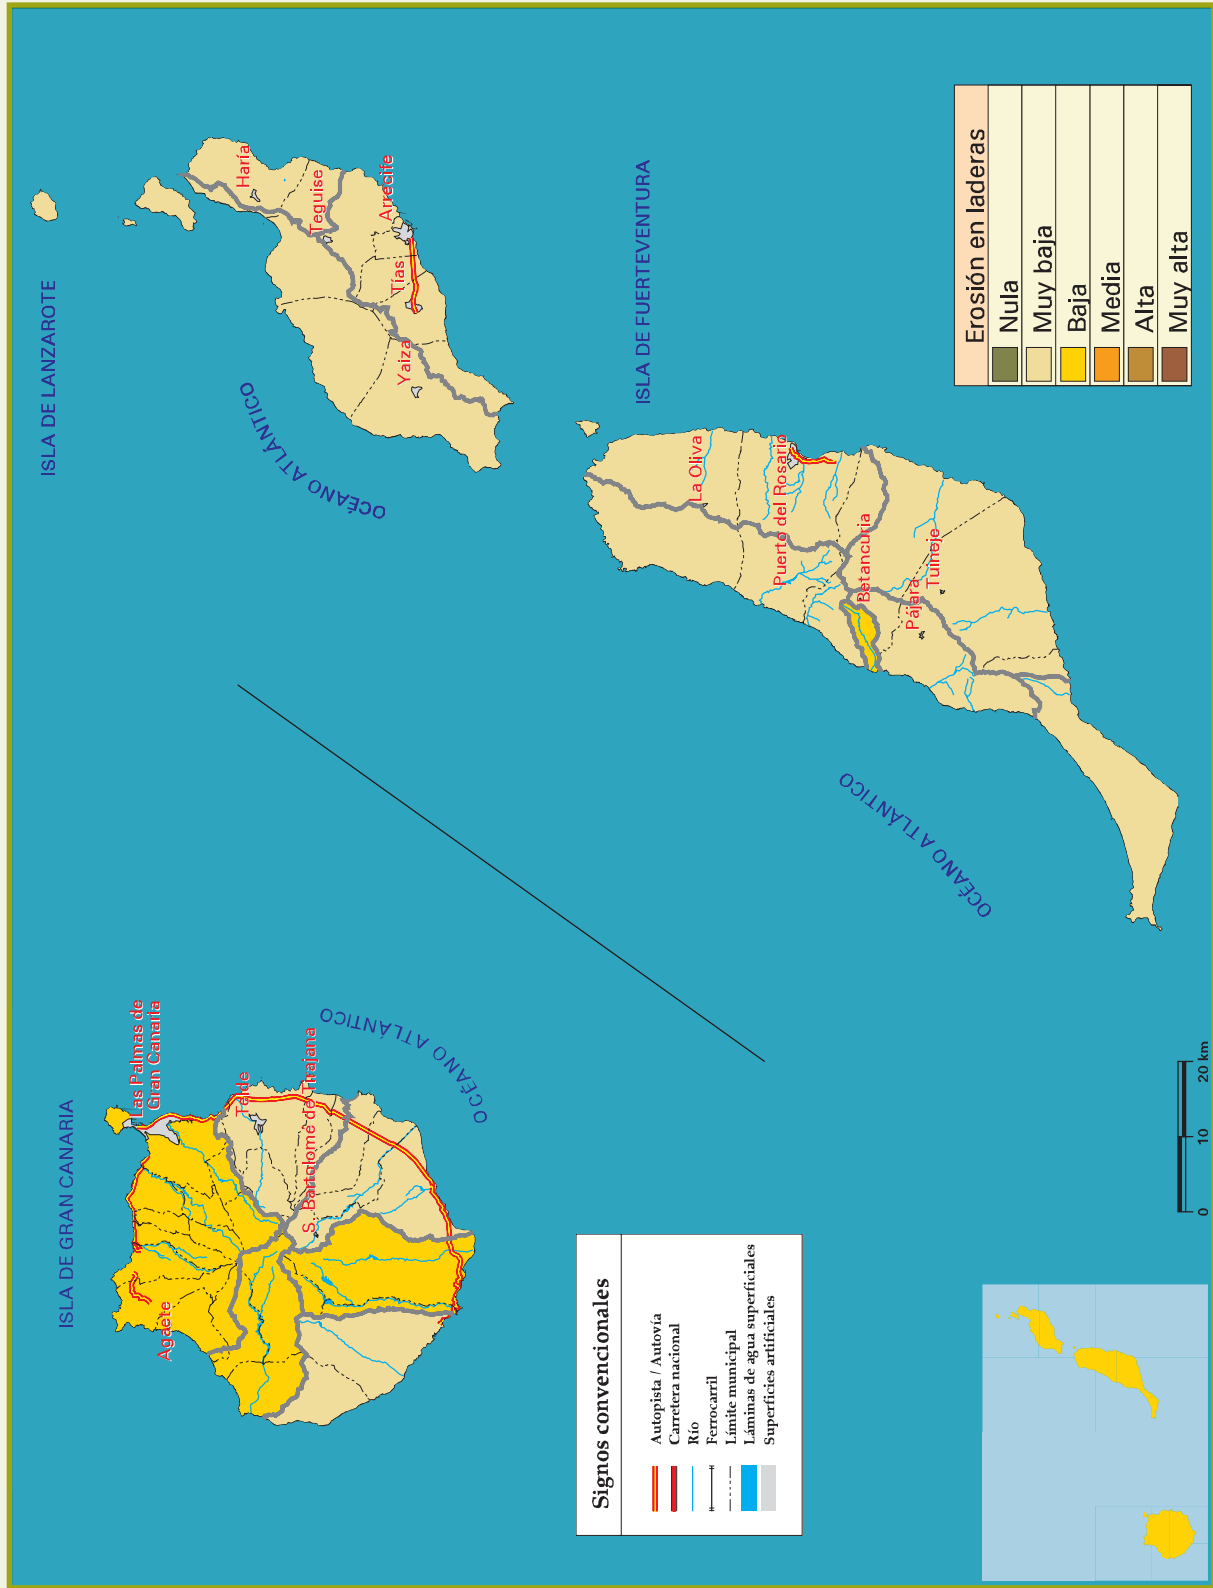 ISLA DE LANZAROTE
Haría
Teguise
Arrecife
Tías
Yaiza
OCÉANO ATLÁNTICO
ISLA DE FUERTEVENTURA
La Oliva
Puerto del Rosario
Betancuria
Pájara
Tuineje
OCÉANO ATLÁNTICO
ISLA DE GRAN CANARIA
Las Palmas de
Gran Canaria
Telde
Agaete
S. Bartolomé de Tirajana
OCÉANO ATLÁNTICO
Erosión en laderas
Nula
Muy baja
Baja
Media
Alta
Muy alta
Signos convencionales
Autopista / Autovía
Carretera nacional
Río
Ferrocarril
Límite municipal
Láminas de agua superficiales
Superficies artificiales
0 10 20 km